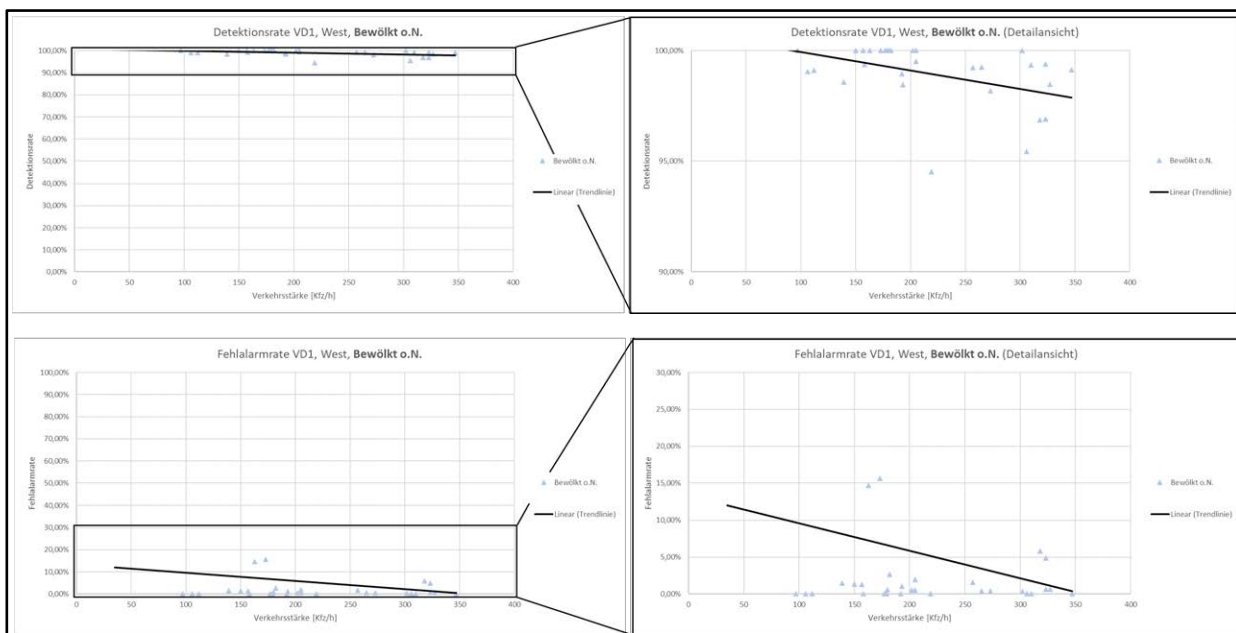 Detektionsrate VD1, West, Bewölkt o.N.
100,00%
90,00%
80,00%
70,00%
60,00%
50,00%
40,00%
30,00%
20,00%
10,00%
0,00%
Detektionsrate
0 50 100 150 200 250 300 350 400
Verkehrsstärke [Kfz/h]
Bewölkt o.N.
Linear (Trendlinie)
Detektionsrate VD1, West, Bewölkt o.N. (Detailansicht)
100,00%
95,00%
90,00%
Detektionsrate
0 50 100 150 200 250 300 350 400
Verkehrsstärke [Kfz/h]
Bewölkt o.N.
Linear (Trendlinie)
Fehlalarmrate VD1, West, Bewölkt o.N.
100,00%
90,00%
80,00%
70,00%
60,00%
50,00%
40,00%
30,00%
20,00%
10,00%
0,00%
Fehlalarmrate
0 50 100 150 200 250 300 350 400
Verkehrsstärke [Kfz/h]
Bewölkt o.N.
Linear (Trendlinie)
Fehlalarmrate VD1, West, Bewölkt o.N. (Detailansicht)
30,00%
25,00%
20,00%
15,00%
10,00%
5,00%
0,00%
Fehlalarmrate
0 50 100 150 200 250 300 350 400
Verkehrsstärke [Kfz/h]
Bewölkt o.N.
Linear (Trendlinie)